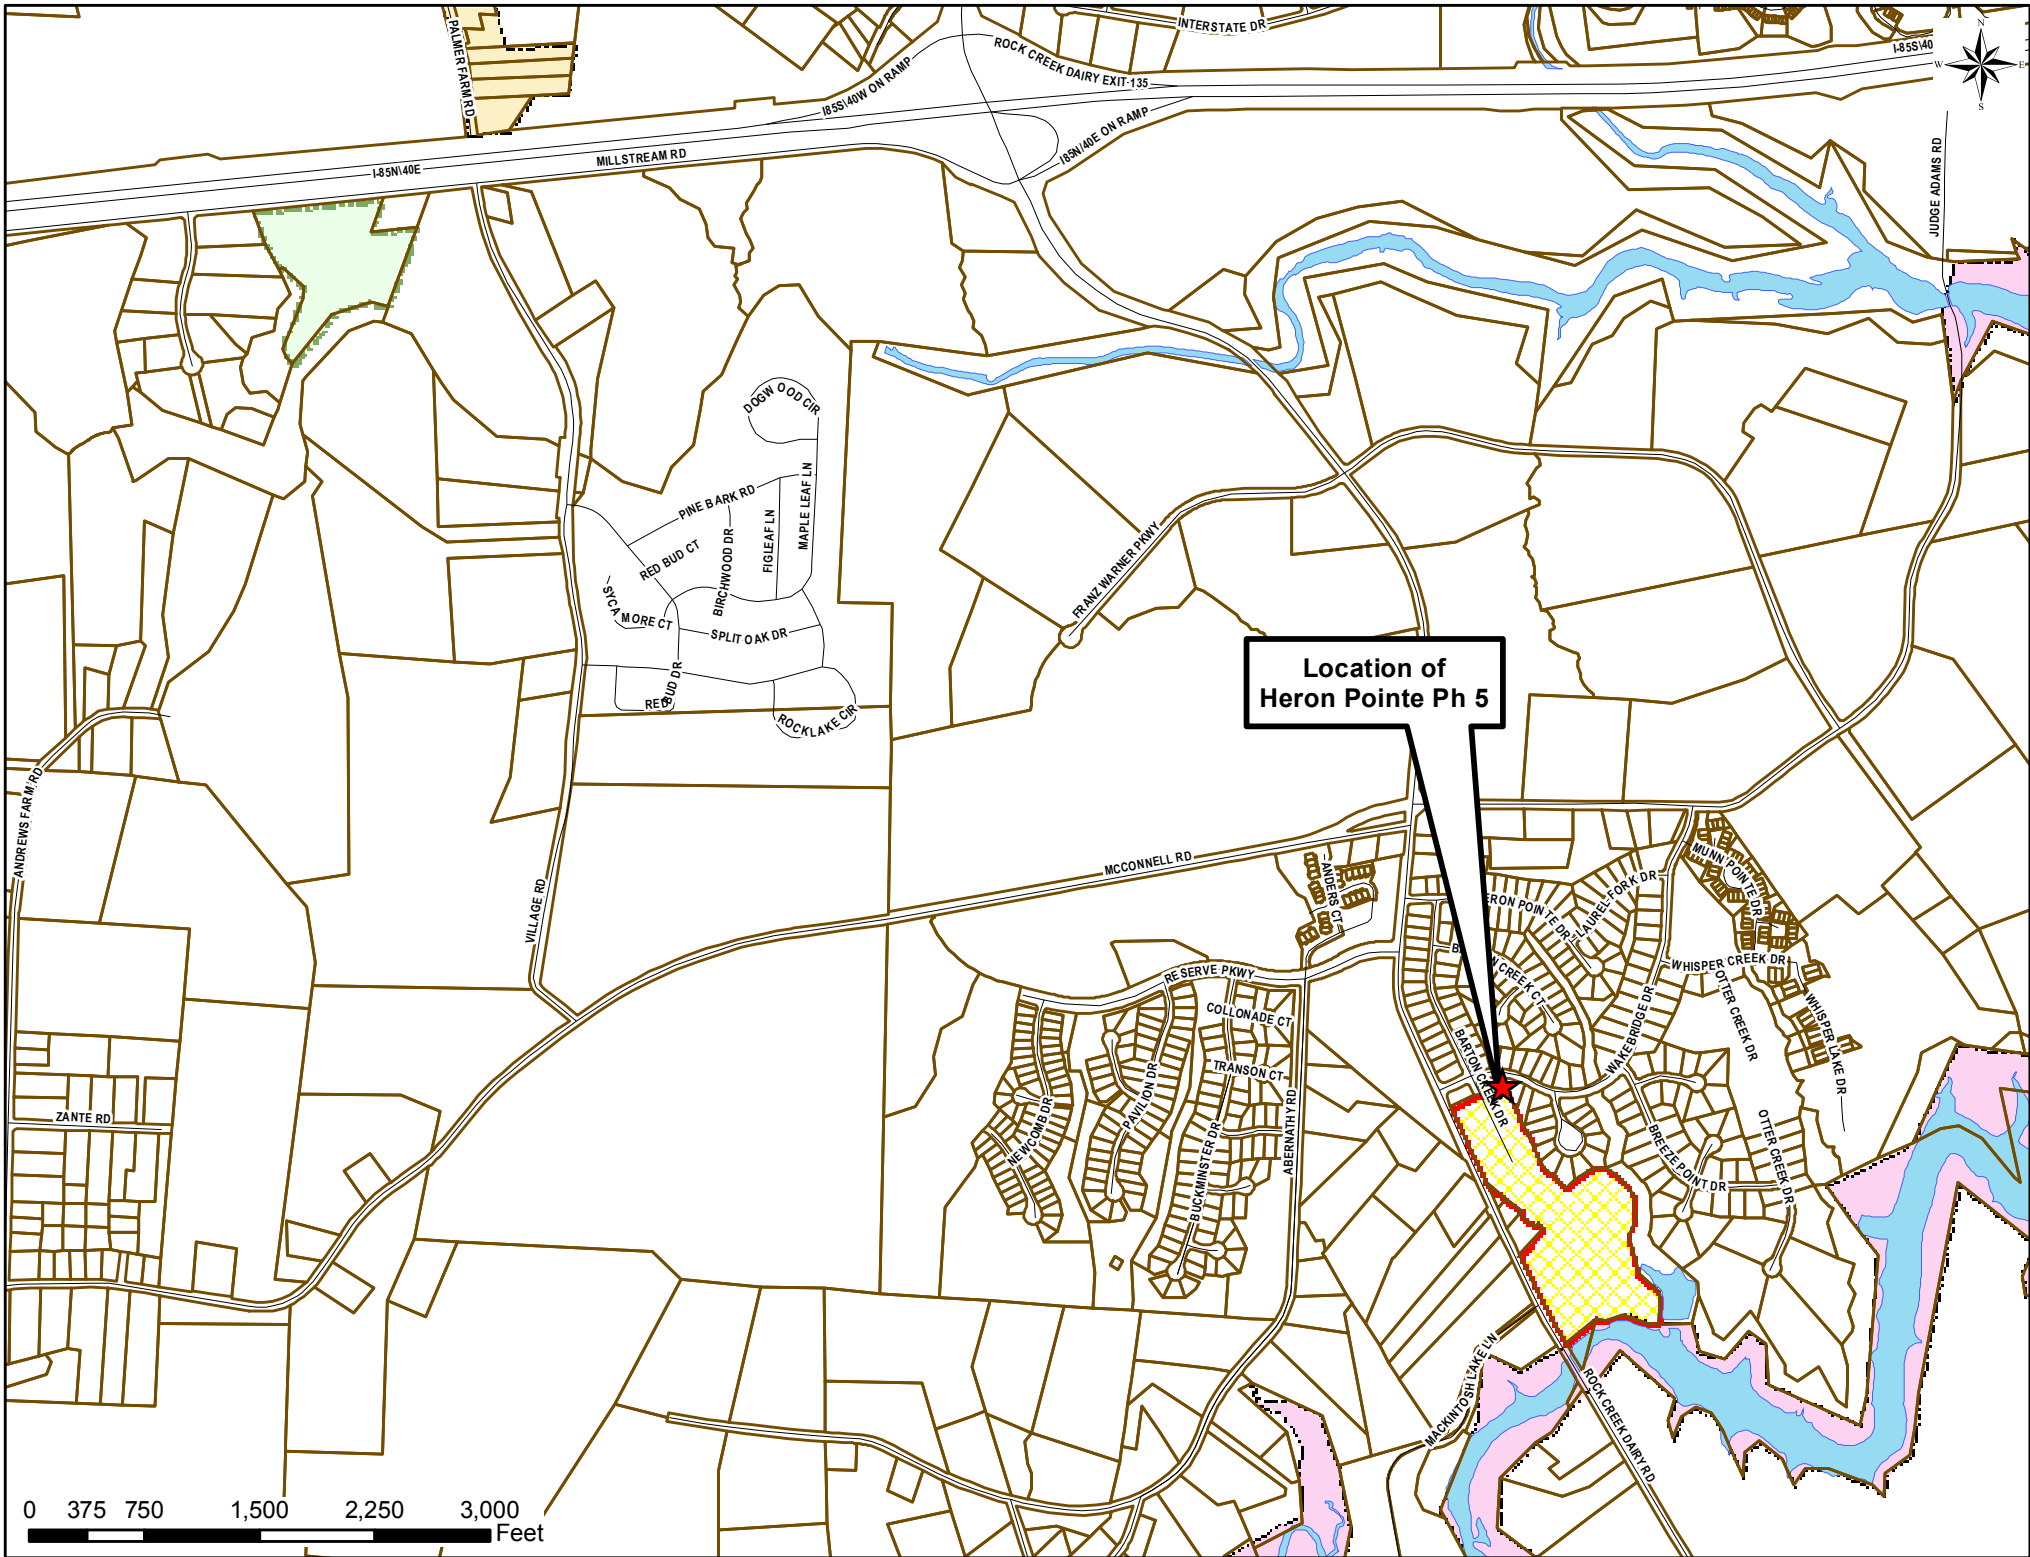 INTERSTATE DR
PALMER FARM RD
ROCK CREEK DAIRY EXIT-135
I-85S\40
N
W
E
S
I85S\40W ON RAMP
I85N\40E ON RAMP
MILLSTREAM RD
I-85N\40E
JUDGE ADAMS RD
DOGWOOD CIR
PINE BARK RD
MAPLE LEAF LN
FIGLEAF LN
BIRCHWOOD DR
RED BUD CT
SYCAMORE CT
SPLIT OAK DR
RED BUD DR
ROCKLAKE CIR
FRANZ WARNER PKWY
Location of
Heron Pointe Ph 5
ANDREWS FARM RD
VILLAGE RD
MCCONNELL RD
ANDERS CT
ERON POINTE DR
LAUREL-FORK DR
MUNN POINTE DR
B
N CREEK CT
WHISPER CREEK DR
OTTER CREEK DR
WHISPER LAKE DR
RESERVE PKWY
COLLONADE CT
TRANSON CT
WAKEBRIDGE DR
BARTON CREEK DR
ZANTE RD
NEWCOMB DR
PAVILION DR
BUCKMINSTER DR
ABERNATHY RD
BREEZE POINT DR
OTTER CREEK DR
MACKINTOSH LAKE LN
ROCK CREEK DAIRY RD
0 375 750 1,500 2,250 3,000
Feet